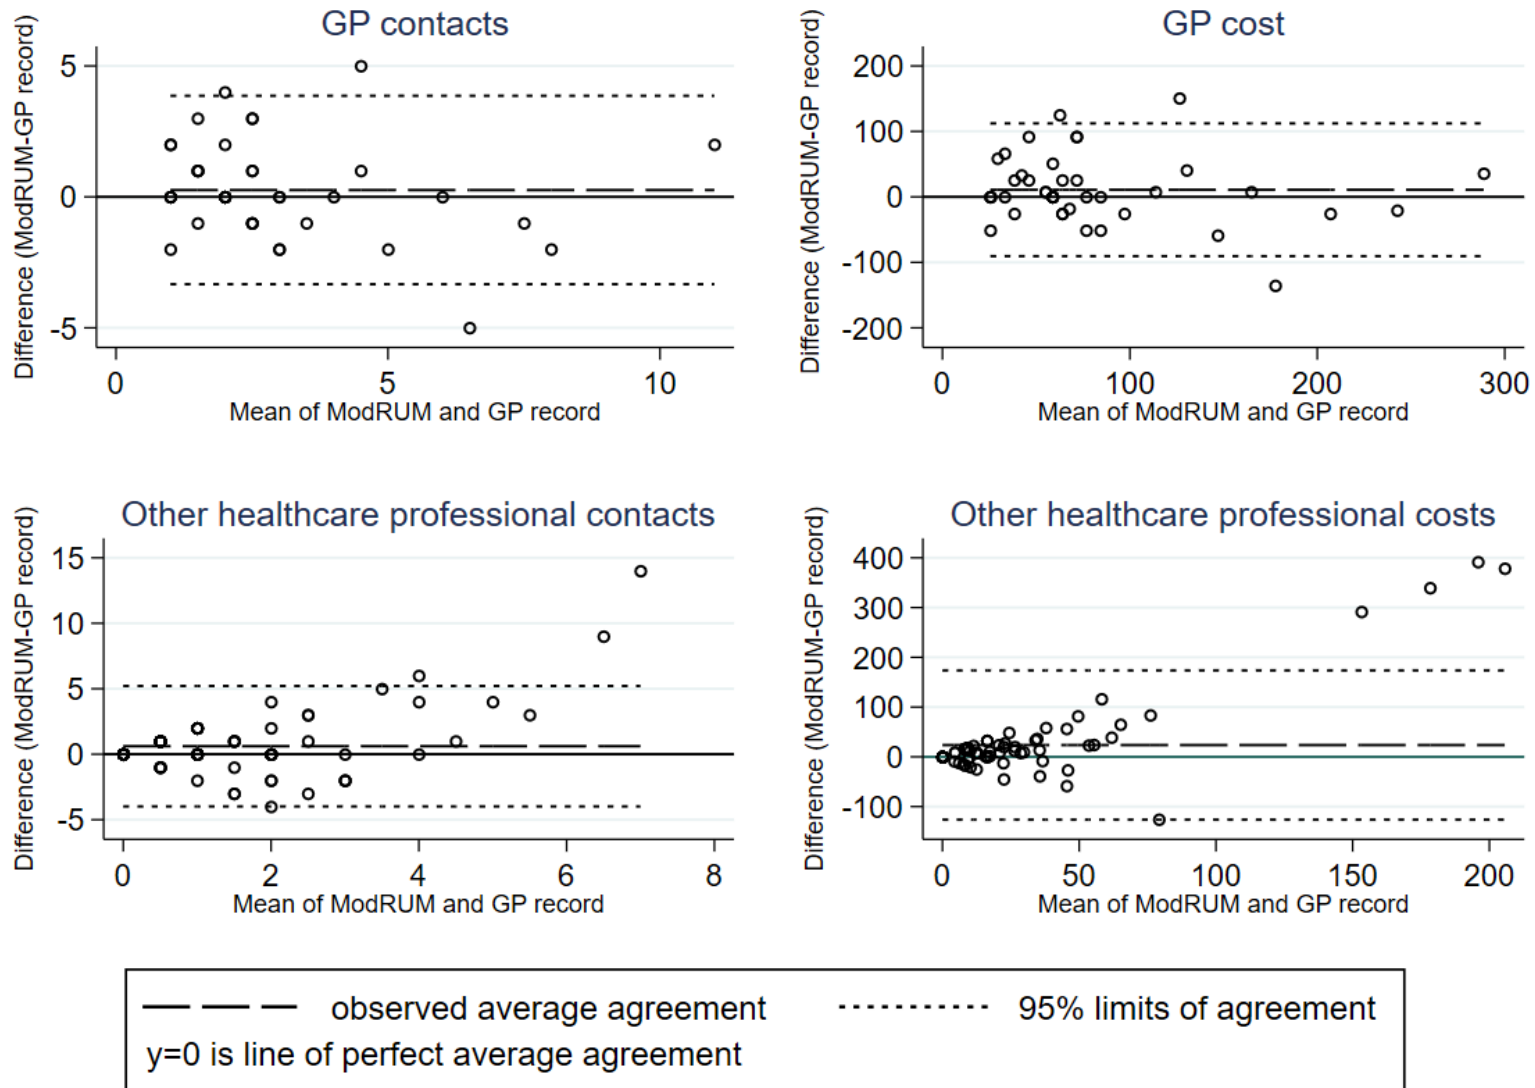 GP contacts
Difference (ModRUM-GP record)
5
0
-5
0 5 10
Mean of ModRUM and GP record
GP cost
Difference (ModRUM-GP record)
200
100
0
-100
-200
0 100 200 300
Mean of ModRUM and GP record
Other healthcare professional contacts
Difference (ModRUM-GP record)
15
10
5
0
-5
0 2 4 6 8
Mean of ModRUM and GP record
Other healthcare professional costs
Difference (ModRUM-GP record)
400
300
200
100
0
-100
0 50 100 150 200
Mean of ModRUM and GP record
observed average agreement 95% limits of agreement
y=0 is line of perfect average agreement